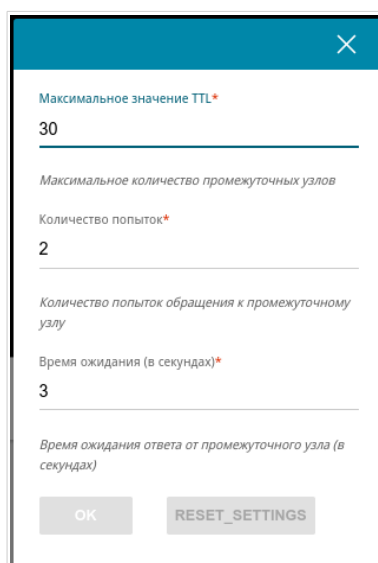 Максимальное значение TTL*
30
Максимальное количество промежуточных узлов
Количество попыток*
2
Количество попыток обращения к промежуточному
узлу
Время ожидания (в секундах)*
3
Время ожидания ответа от промежуточного узла (в
секундах)
OK RESET_SETTINGS